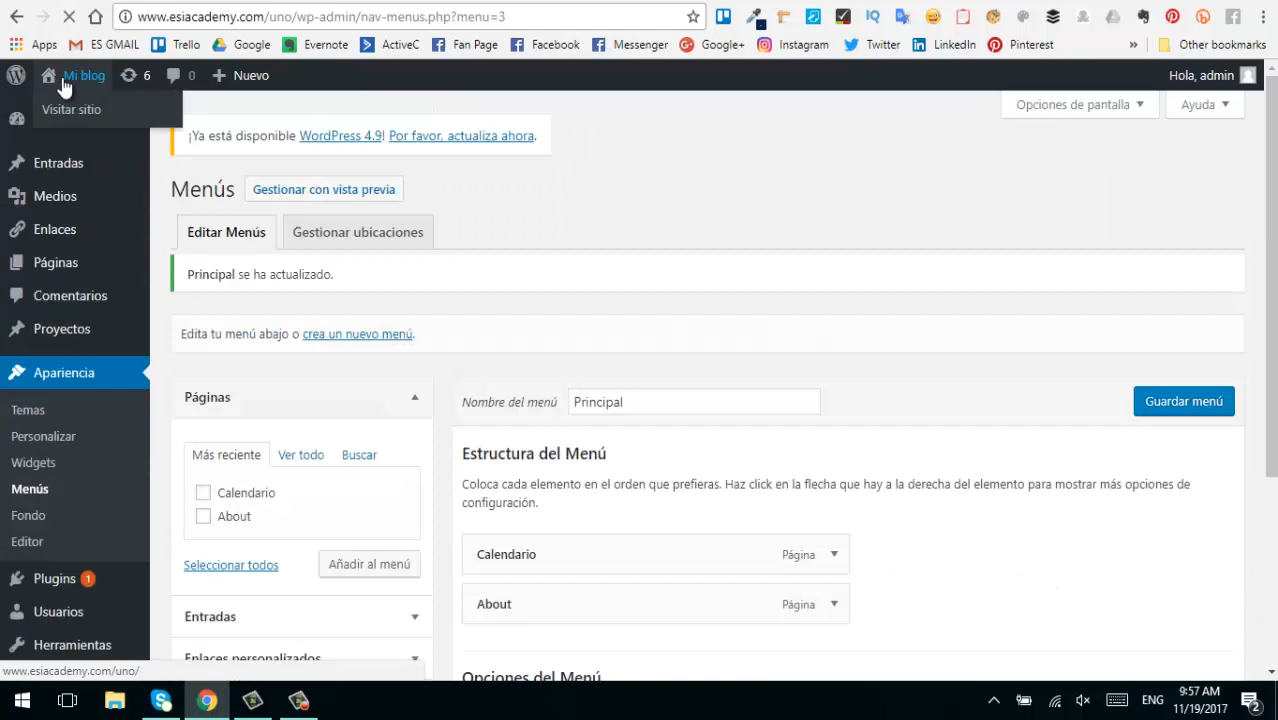 www.esiacademy.com/uno/wp-admin/nav-menus.php?menu=3
Apps ES GMAIL Trello Google Evernote ActiveC Fan Page Facebook Messenger Google+ Instagram Twitter LinkedIn Pinterest » Other bookmarks
Mi blog 6 0 + Nuevo Hola, admin
Visitar sitio
Opciones de pantalla Ayuda
¡Ya está disponible WordPress 4.9! Por favor, actualiza ahora.
Entradas
Medios
Enlaces
Páginas
Comentarios
Proyectos
Apariencia
Temas
Personalizar
Widgets
Menús
Fondo
Editor
Plugins 1
Usuarios
Herramientas
Menús Gestionar con vista previa
Editar Menús Gestionar ubicaciones
Principal se ha actualizado.
Edita tu menú abajo o crea un nuevo menú.
Páginas
Más reciente Ver todo Buscar
Calendario
About
Seleccionar todos Añadir al menú
Entradas
Enlaces personalizados
Nombre del menú Principal Guardar menú
Estructura del Menú
Coloca cada elemento en el orden que prefieras. Haz click en la flecha que hay a la derecha del elemento para mostrar más opciones de
configuración.
Calendario Página
About Página
Opciones del Menú
www.esiacademy.com/uno/
ENG
9:57 AM
11/19/2017
2